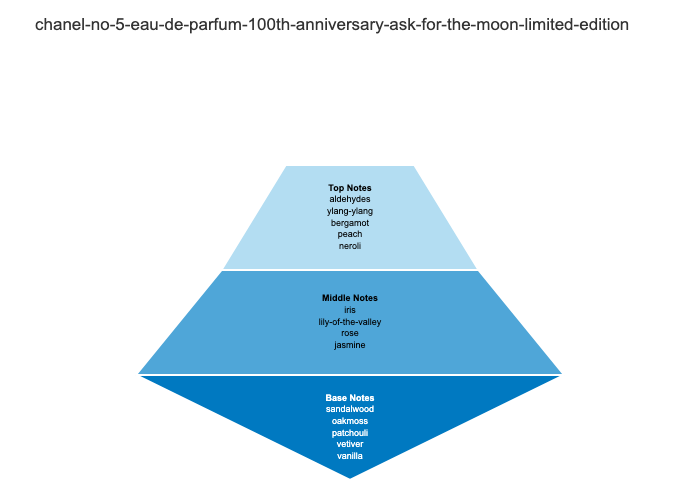 chanel-no-5-eau-de-parfum-100th-anniversary-ask-for-the-moon-limited-edition
Top Notes
aldehydes
ylang-ylang
bergamot
peach
neroli
Middle Notes
iris
lily-of-the-valley
rose
jasmine
Base Notes
sandalwood
oakmoss
patchouli
vetiver
vanilla